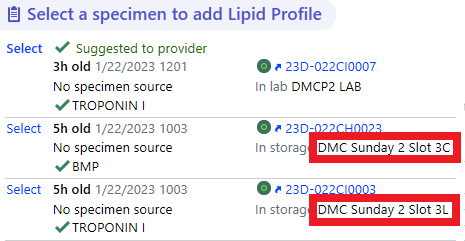 Select a specimen to add Lipid Profile
Select Suggested to provider
3h old 1/22/2023 1201 23D-022CI0007
No specimen source In lab DMCP2 LAB
TROPONIN I
Select 5h old 1/22/2023 1003 23D-022CH0023
No specimen source In storage DMC Sunday 2 Slot 3C
BMP
Select 5h old 1/22/2023 1003 23D-022CI0003
No specimen source In storage DMC Sunday 2 Slot 3L
TROPONIN I